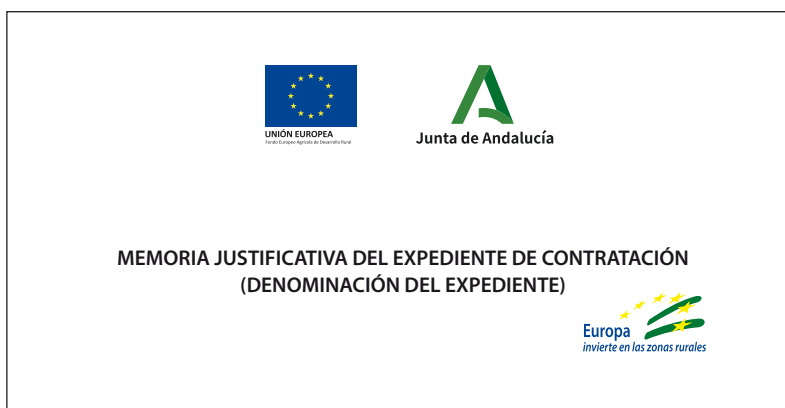 UNIÓN EUROPEA
Fondo Europeo Agrícola de Desarrollo Rural
Junta de Andalucía
MEMORIA JUSTIFICATIVA DEL EXPEDIENTE DE CONTRATACIÓN
(DENOMINACIÓN DEL EXPEDIENTE)
Europa
invierte en las zonas rurales